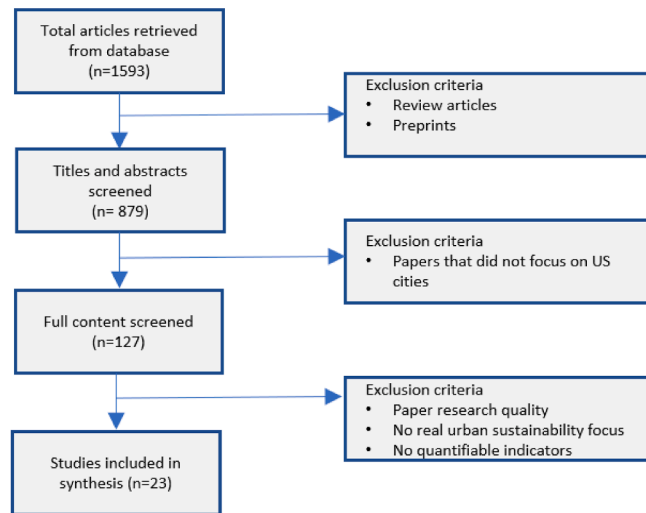 Total articles retrieved
from database
(n=1593)
Exclusion criteria
• Review articles
• Preprints
Titles and abstracts
screened
(n= 879)
Exclusion criteria
• Papers that did not focus on US
cities
Full content screened
(n=127)
Exclusion criteria
• Paper research quality
• No real urban sustainability focus
• No quantifiable indicators
Studies included in
synthesis (n=23)